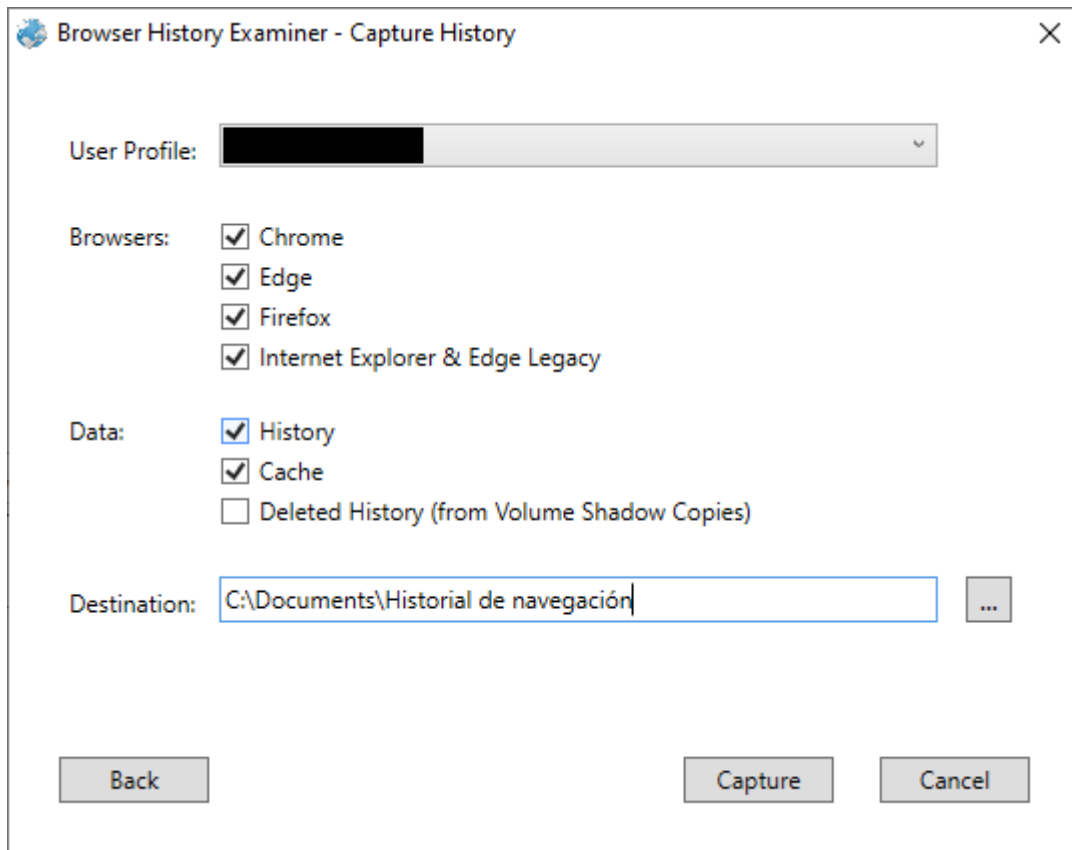 Browser History Examiner - Capture History
User Profile:
Browsers:
Chrome
Edge
Firefox
Internet Explorer & Edge Legacy
Data:
History
Cache
Deleted History (from Volume Shadow Copies)
Destination:
C:\Documents\Historial de navegación
...
Back
Capture
Cancel